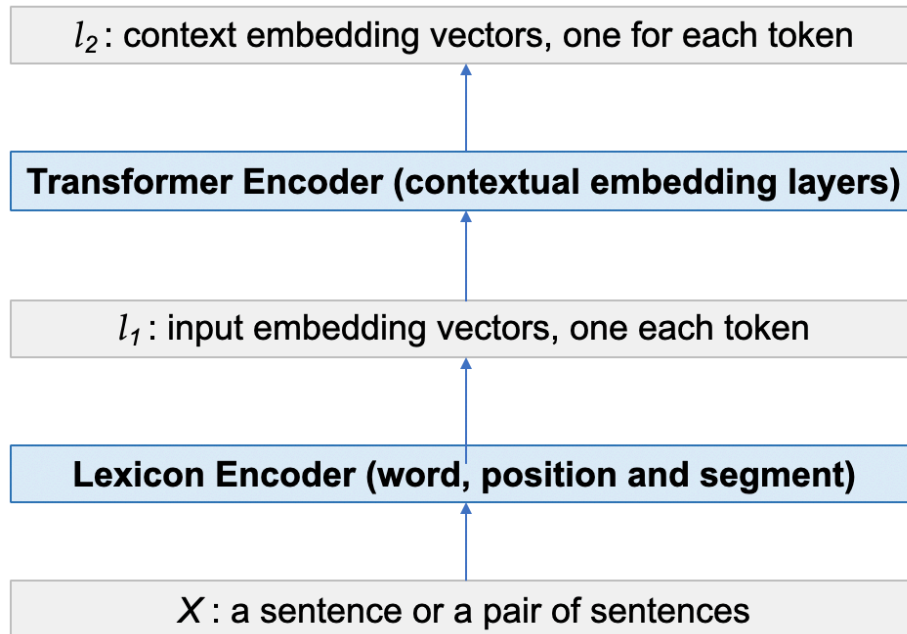 l2 : context embedding vectors, one for each token
Transformer Encoder (contextual embedding layers)
l1 : input embedding vectors, one each token
Lexicon Encoder (word, position and segment)
X : a sentence or a pair of sentences